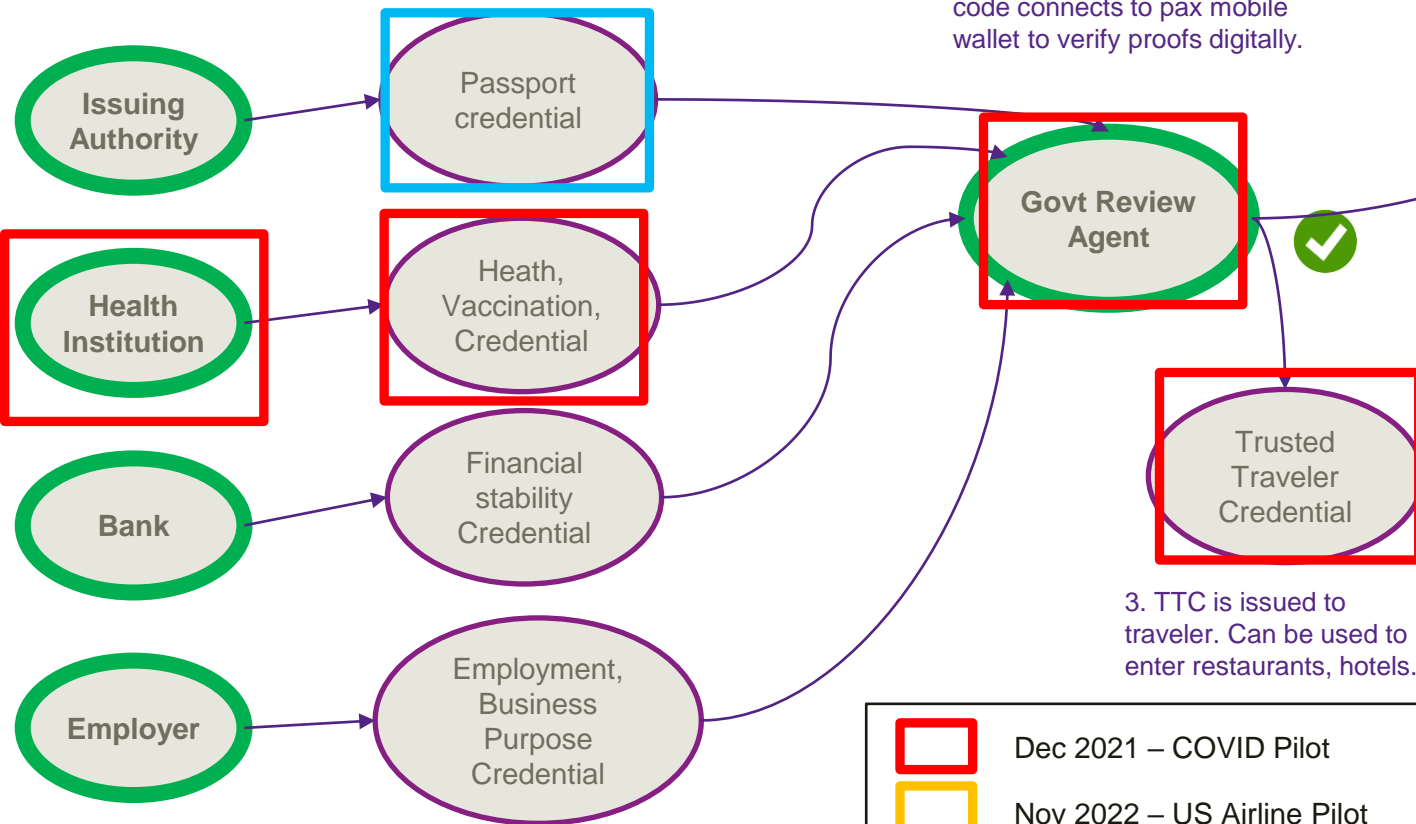 code connects to pax mobile
wallet to verify proofs digitally.
Issuing
Authority
Passport
credential
Govt Review
Agent
Health
Institution
Heath,
Vaccination,
Credential
Bank
Financial
stability
Credential
Trusted
Traveler
Credential
3. TTC is issued to
traveler. Can be used to
enter restaurants, hotels.
Employer
Employment,
Business
Purpose
Credential
Dec 2021 – COVID Pilot
Nov 2022 – US Airline Pilot